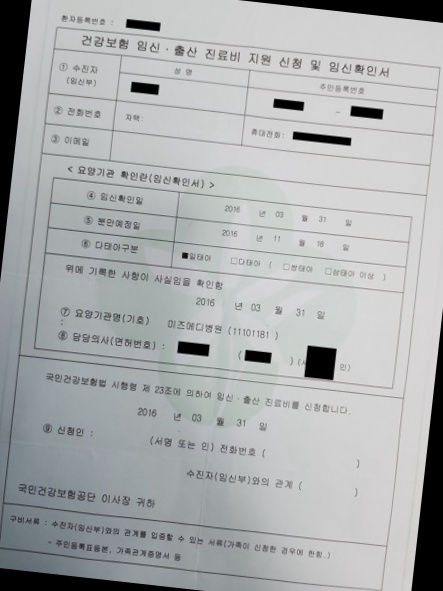 환자등록번호 :
건강보험 임신 · 출산 진료비 지원 신청 및 임신확인서
① 수진자 (임신부) 성 명 주민등록번호
–
② 전화번호 자택: 휴대전화:
③ 이메일
< 요양기관 확인란(임신확인서) >
④ 임신확인일 2016 년 03 월 31 일
⑤ 분만예정일 2016 년 11 월 18 일
⑥ 다태아구분 ■일태아 □다태아 ( □쌍태아 □삼태아 이상 )
위에 기록한 사항이 사실임을 확인함
2016 년 03 월 31 일
⑦ 요양기관명(기호) : 미즈메디병원 (11101181 )
⑧ 담당의사(면허번호) : ( ) 인)
국민건강보험법 시행령 제 23조에 의하여 임신 · 출산 진료비를 신청합니다.
2016 년 03 월 31 일
⑨ 신청인 : (서명 또는 인) 전화번호 ( )
수진자(임신부)와의 관계 ( )
국민건강보험공단 이사장 귀하
구비서류 : 수진자(임신부)와의 관계를 입증할 수 있는 서류(가족이 신청한 경우에 한함.)
- 주민등록표등본, 가족관계증명서 등